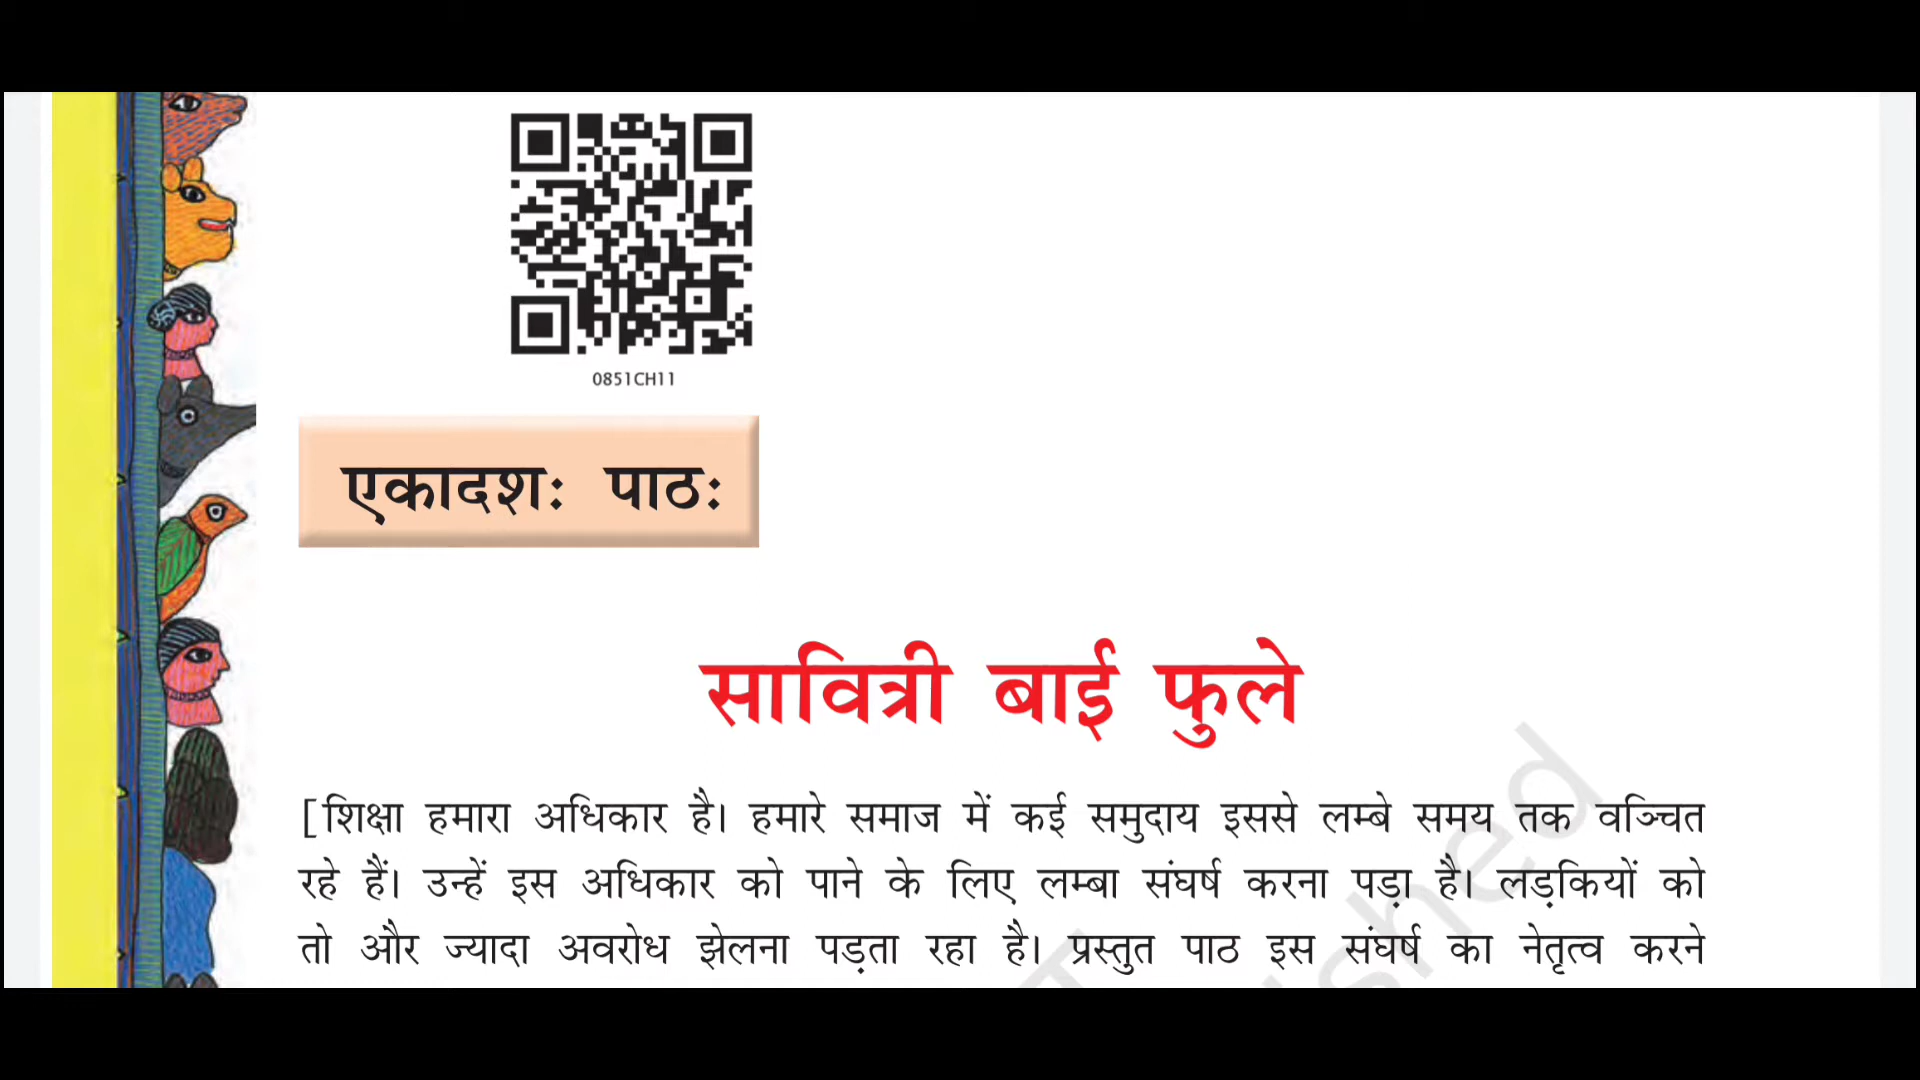 0851CH11
एकादशः पाठः
सावित्री बाई फुले
[शिक्षा हमारा अधिकार है। हमारे समाज में कई समुदाय इससे लम्बे समय तक वञ्चित
रहे हैं। उन्हें इस अधिकार को पाने के लिए लम्बा संघर्ष करना पड़ा है। लड़कियों को
तो और ज्यादा अवरोध झेलना पड़ता रहा है। प्रस्तुत पाठ इस संघर्ष का नेतृत्व करने